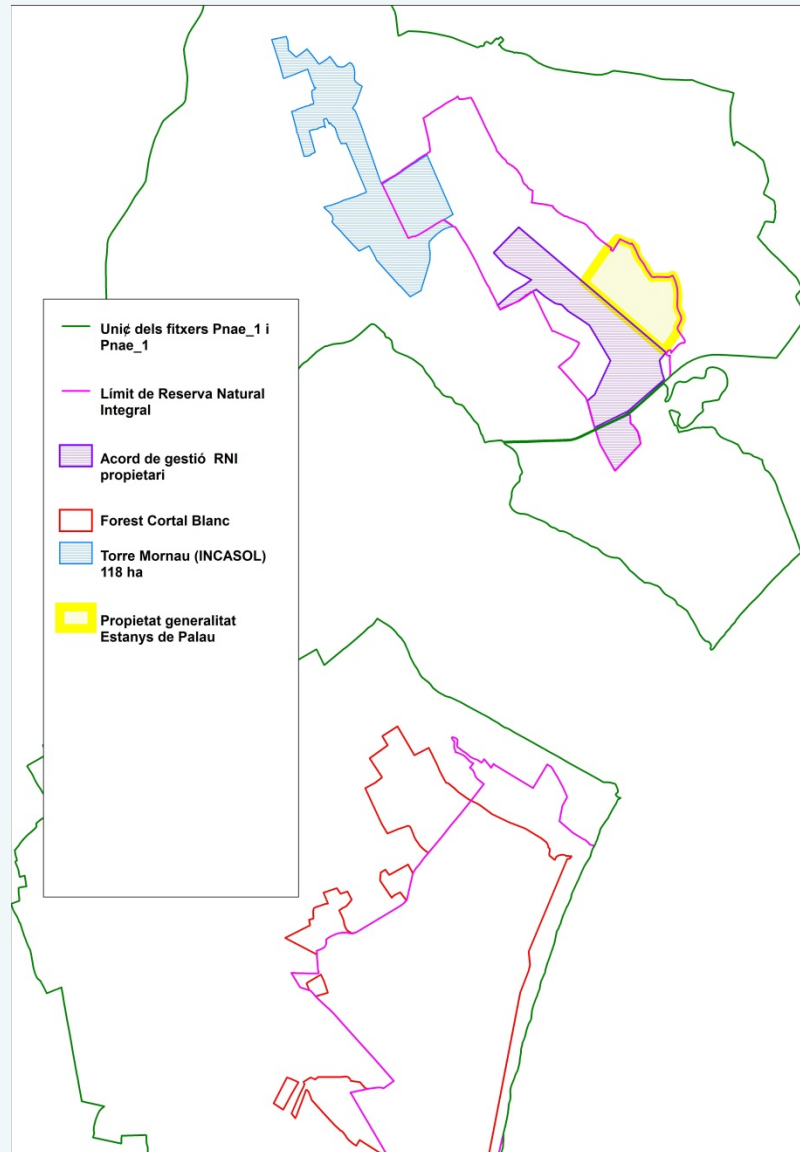 Uni¢ dels fitxers Pnae_1 i
Pnae_1
Límit de Reserva Natural
Integral
Acord de gestió  RNI
propietari
Forest Cortal Blanc
Torre Mornau (INCASOL)
118 ha
Propietat generalitat
Estanys de Palau